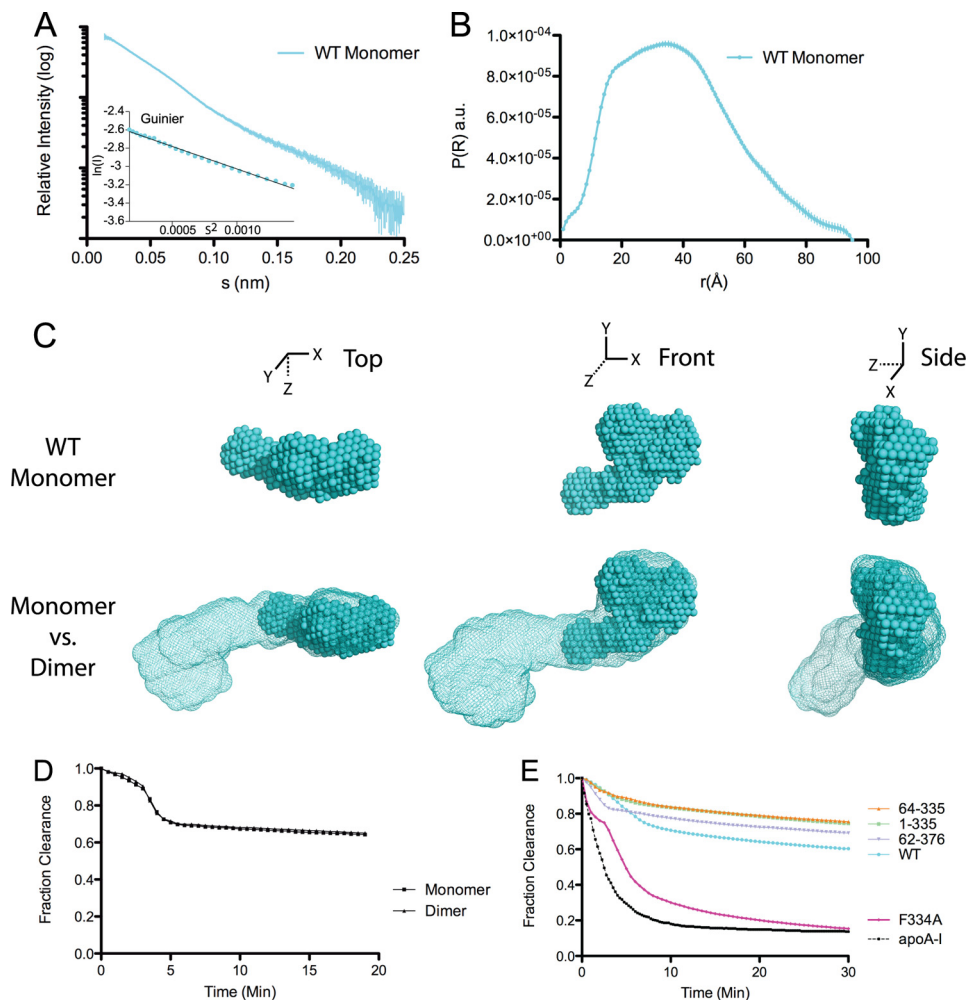 A
Relative Intensity (log)
WT Monomer
Guinier
ln(I)
-2.4
-2.6
-2.8
-3
-3.2
-3.4
-3.6
0.0005 S² 0.0010
0.00 0.05 0.10 0.15 0.20 0.25
s (nm)
B
P(R) a.u.
1.0×10⁻⁰⁴
8.0×10⁻⁰⁵
6.0×10⁻⁰⁵
4.0×10⁻⁰⁵
2.0×10⁻⁰⁵
0.0×10⁺⁰⁰
WT Monomer
0 20 40 60 80 100
r(Å)
C
Y X Z Top
Y X Z Front
Y Z X Side
WT
Monomer
Monomer
vs.
Dimer
D
Fraction Clearance
1.0
0.8
0.6
0.4
0.2
0.0
0 5 10 15 20
Time (Min)
Monomer
Dimer
E
Fraction Clearance
1.0
0.8
0.6
0.4
0.2
0.0
0 10 20 30
Time (Min)
64-335
1-335
62-376
WT
F334A
apoA-I